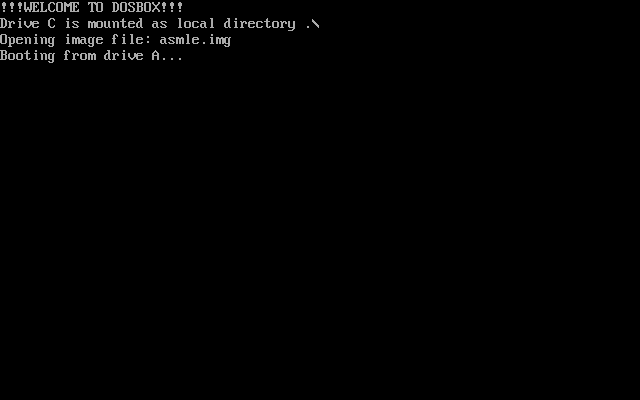 !!!WELCOME TO DOSBOX!!!
Drive C is mounted as local directory .\
Opening image file: asmle.img
Booting from drive A...